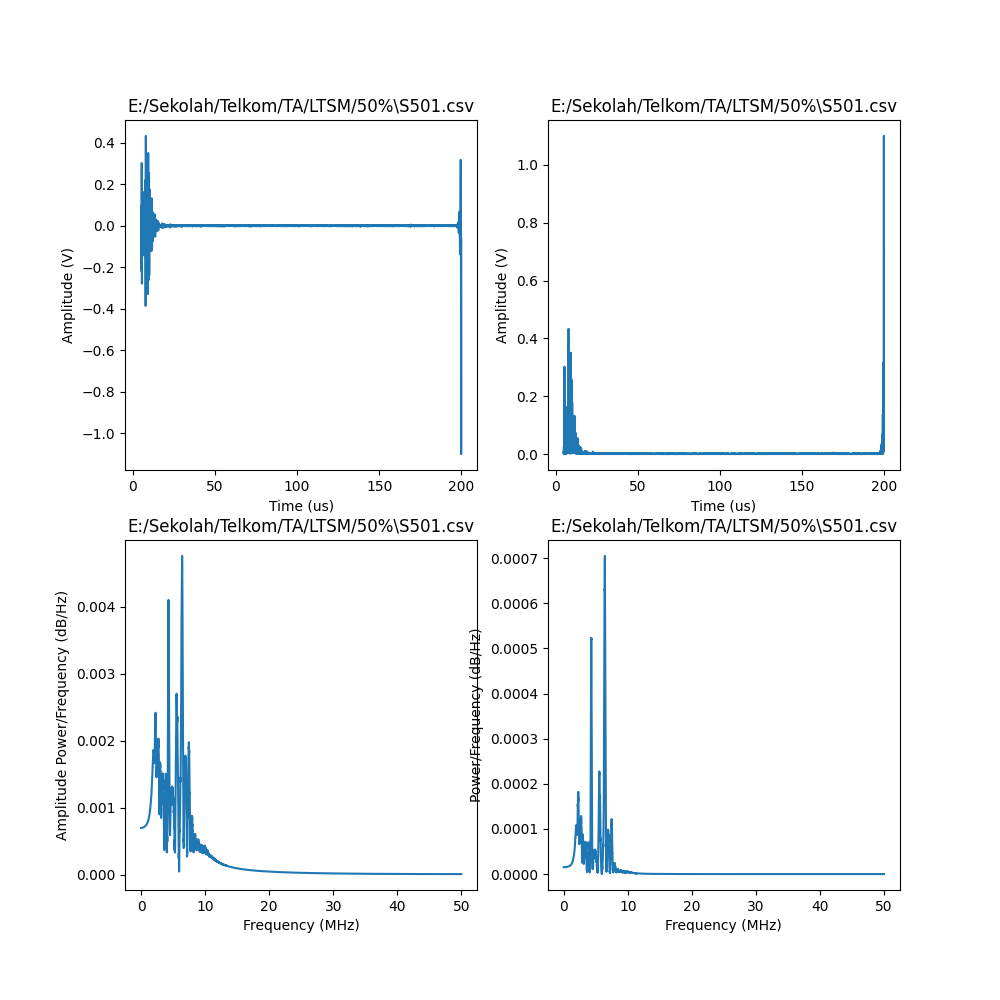 E:/Sekolah/Telkom/TA/LTSM/50%\S501.csv
Amplitude (V)
0.4
0.2
0.0
−0.2
−0.4
−0.6
−0.8
−1.0
0 50 100 150 200
Time (us)
E:/Sekolah/Telkom/TA/LTSM/50%\S501.csv
Amplitude (V)
1.0
0.8
0.6
0.4
0.2
0.0
0 50 100 150 200
Time (us)
E:/Sekolah/Telkom/TA/LTSM/50%\S501.csv
Amplitude Power/Frequency (dB/Hz)
0.004
0.003
0.002
0.001
0.000
0 10 20 30 40 50
Frequency (MHz)
E:/Sekolah/Telkom/TA/LTSM/50%\S501.csv
Power/Frequency (dB/Hz)
0.0007
0.0006
0.0005
0.0004
0.0003
0.0002
0.0001
0.0000
0 10 20 30 40 50
Frequency (MHz)